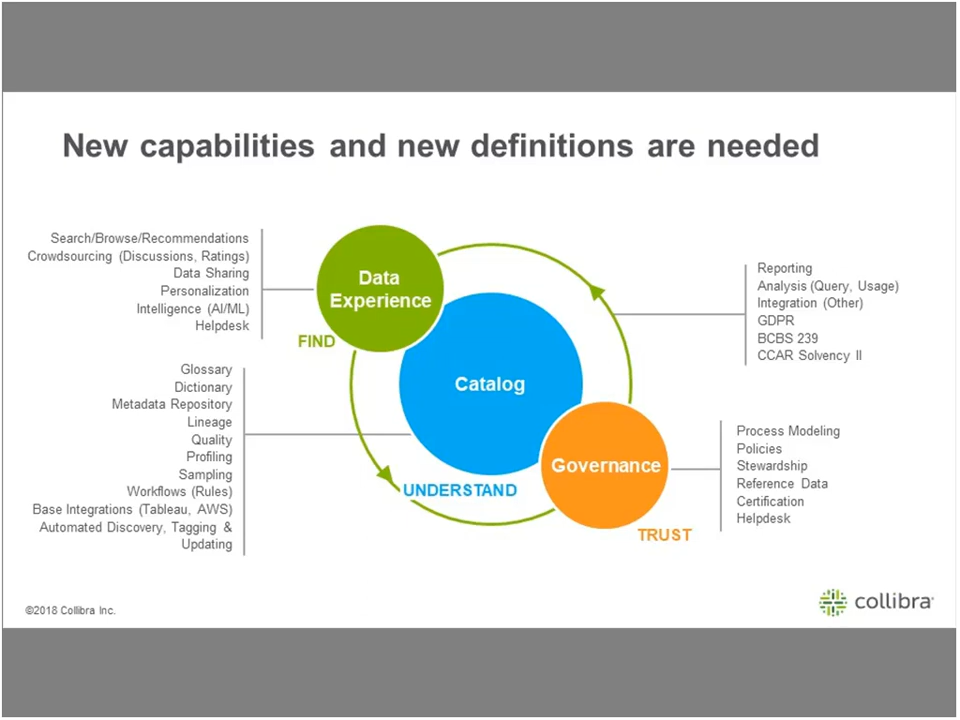 New capabilities and new definitions are needed
Search/Browse/Recommendations
Crowdsourcing (Discussions, Ratings)
Data Sharing
Personalization
Intelligence (AI/ML)
Helpdesk
Data
Experience
FIND
Reporting
Analysis (Query, Usage)
Integration (Other)
GDPR
BCBS 239
CCAR Solvency II
Glossary
Dictionary
Metadata Repository
Lineage
Quality
Profiling
Sampling
Workflows (Rules)
Base Integrations (Tableau, AWS)
Automated Discovery, Tagging &
Updating
Catalog
UNDERSTAND
Governance
TRUST
Process Modeling
Policies
Stewardship
Reference Data
Certification
Helpdesk
©2018 Collibra Inc.
collibra